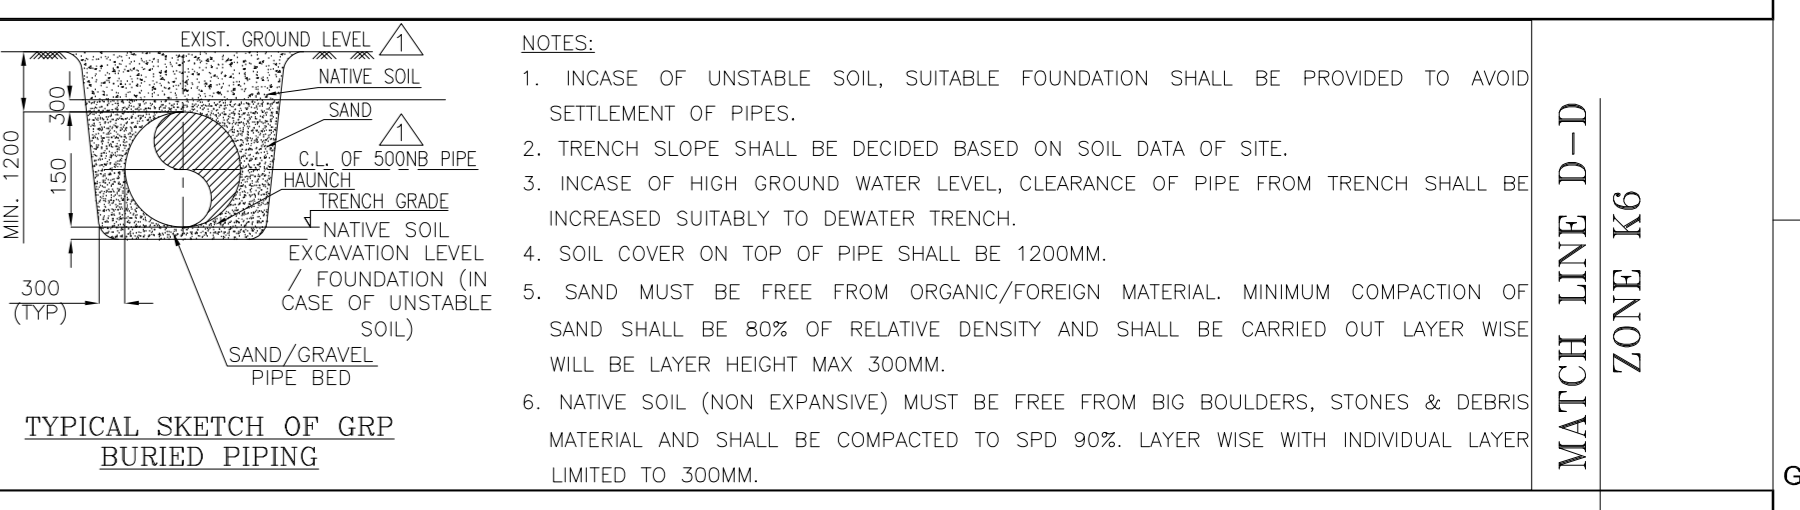 EXIST. GROUND LEVEL
1
NATIVE SOIL
SAND
1
C.L. OF 500NB PIPE
HAUNCH
TRENCH GRADE
NATIVE SOIL
EXCAVATION LEVEL
/ FOUNDATION (IN
CASE OF UNSTABLE
SOIL)
SAND/GRAVEL
PIPE BED
MIN. 1200
300
150
300
(TYP)
TYPICAL SKETCH OF GRP
BURIED PIPING
NOTES:
1. INCASE OF UNSTABLE SOIL, SUITABLE FOUNDATION SHALL BE PROVIDED TO AVOID
SETTLEMENT OF PIPES.
2. TRENCH SLOPE SHALL BE DECIDED BASED ON SOIL DATA OF SITE.
3. INCASE OF HIGH GROUND WATER LEVEL, CLEARANCE OF PIPE FROM TRENCH SHALL BE
INCREASED SUITABLY TO DEWATER TRENCH.
4. SOIL COVER ON TOP OF PIPE SHALL BE 1200MM.
5. SAND MUST BE FREE FROM ORGANIC/FOREIGN MATERIAL. MINIMUM COMPACTION OF
SAND SHALL BE 80% OF RELATIVE DENSITY AND SHALL BE CARRIED OUT LAYER WISE
WILL BE LAYER HEIGHT MAX 300MM.
6. NATIVE SOIL (NON EXPANSIVE) MUST BE FREE FROM BIG BOULDERS, STONES & DEBRIS
MATERIAL AND SHALL BE COMPACTED TO SPD 90%. LAYER WISE WITH INDIVIDUAL LAYER
LIMITED TO 300MM.
MATCH LINE D-D
ZONE K6
G